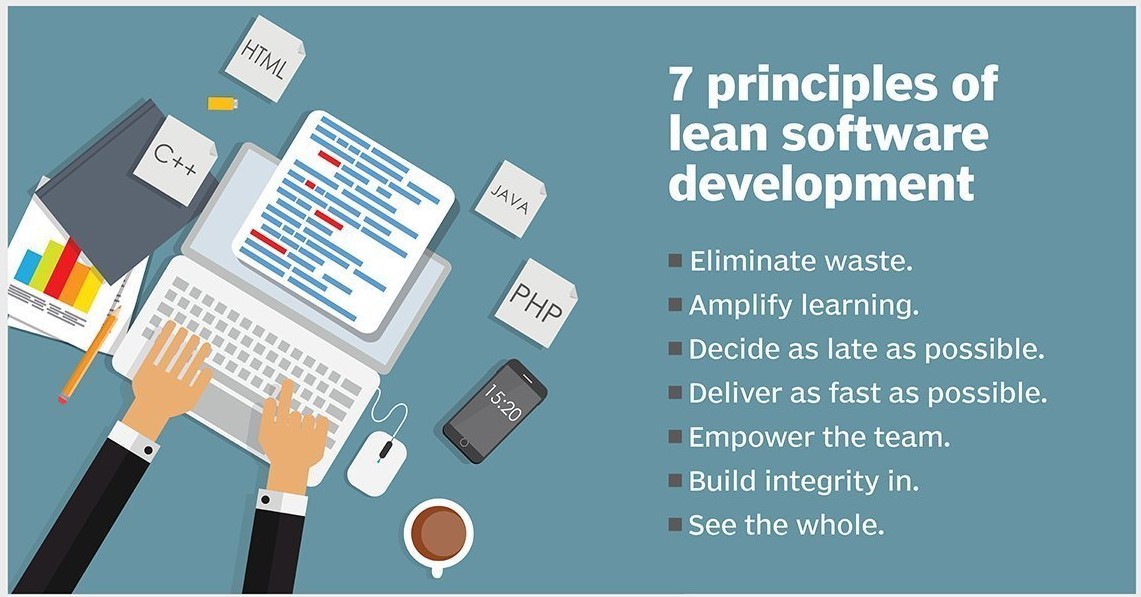 HTML
C++
JAVA
PHP
15:20
7 principles of
lean software
development
Eliminate waste.
Amplify learning.
Decide as late as possible.
Deliver as fast as possible.
Empower the team.
Build integrity in.
See the whole.